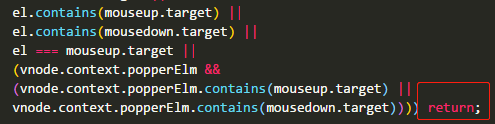 el.contains(mouseup.target) ||
el.contains(mousedown.target) ||
el === mouseup.target ||
(vnode.context.popperElm &&
(vnode.context.popperElm.contains(mouseup.target) ||
vnode.context.popperElm.contains(mousedown.target)))) return;